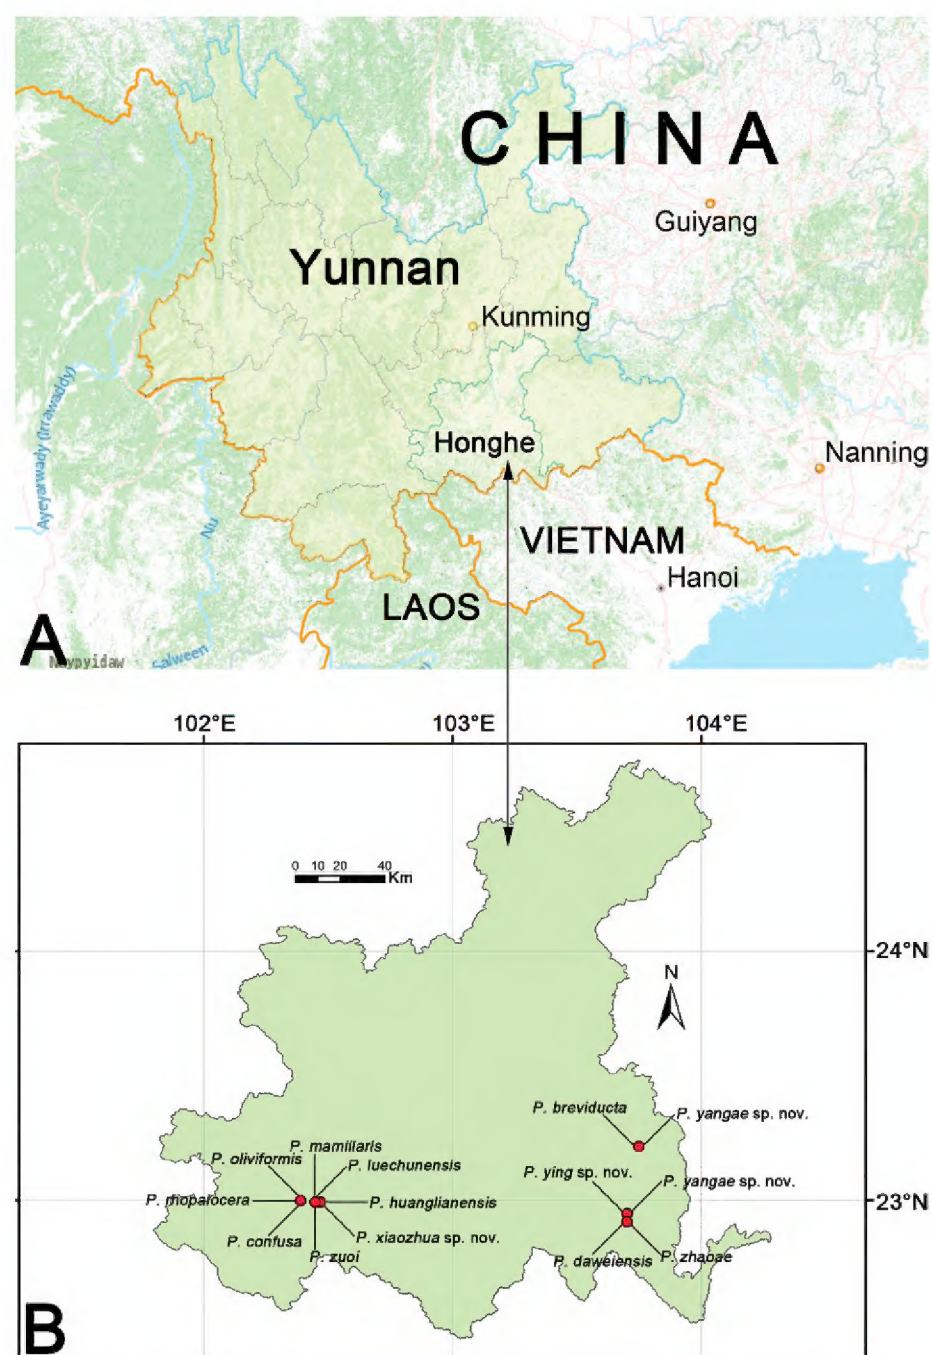 CHINA
Guiyang
Yunnan
Kunming
Honghe
Nanning
Ayeyarwady (Irrawaddy)
Nu
VIETNAM
Hanoi
LAOS
A
Naypyidaw
Salween
102°E 103°E 104°E
0 10 20 40
Km
24°N
N
P. breviducta
P. yangae sp. nov.
P. mamillaris
P. oliviformis
P. luechunensis
P. ying sp. nov.
P. yangae sp. nov.
P. mopalocera
P. huanglianensis
23°N
P. confusa
P. xiaozhua sp. nov.
P. zuoi
P. daweiensis
P. zhaoae
B